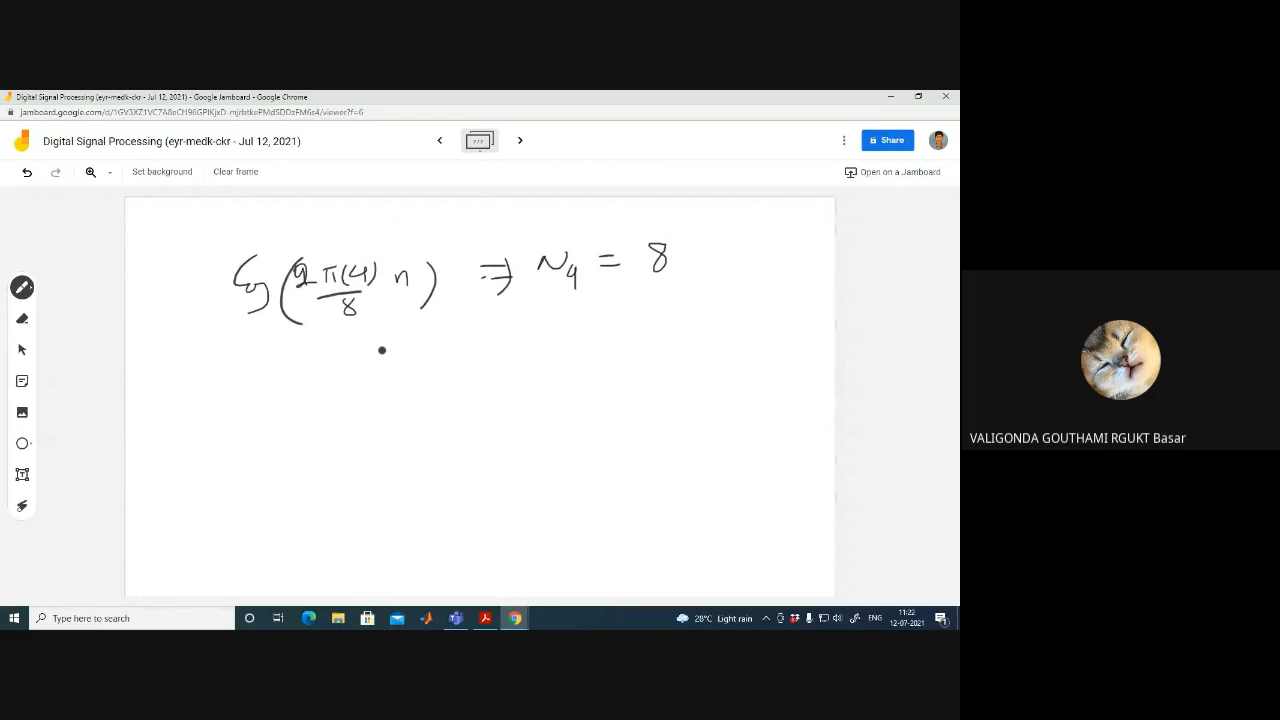 Digital Signal Processing (eyr-medk-ckr - Jul 12, 2021) - Google Jamboard - Google Chrome
Digital Signal Processing (eyr-medk-ckr - Jul 12, 2021)
7 / 7
Share
Set background
Clear frame
Open on a Jamboard
Cos(2π(4)/8 n) ⇒ N4 = 8
VALIGONDA GOUTHAMI RGUKT Basar
Type here to search
28°C Light rain
ENG
11:22
12-07-2021